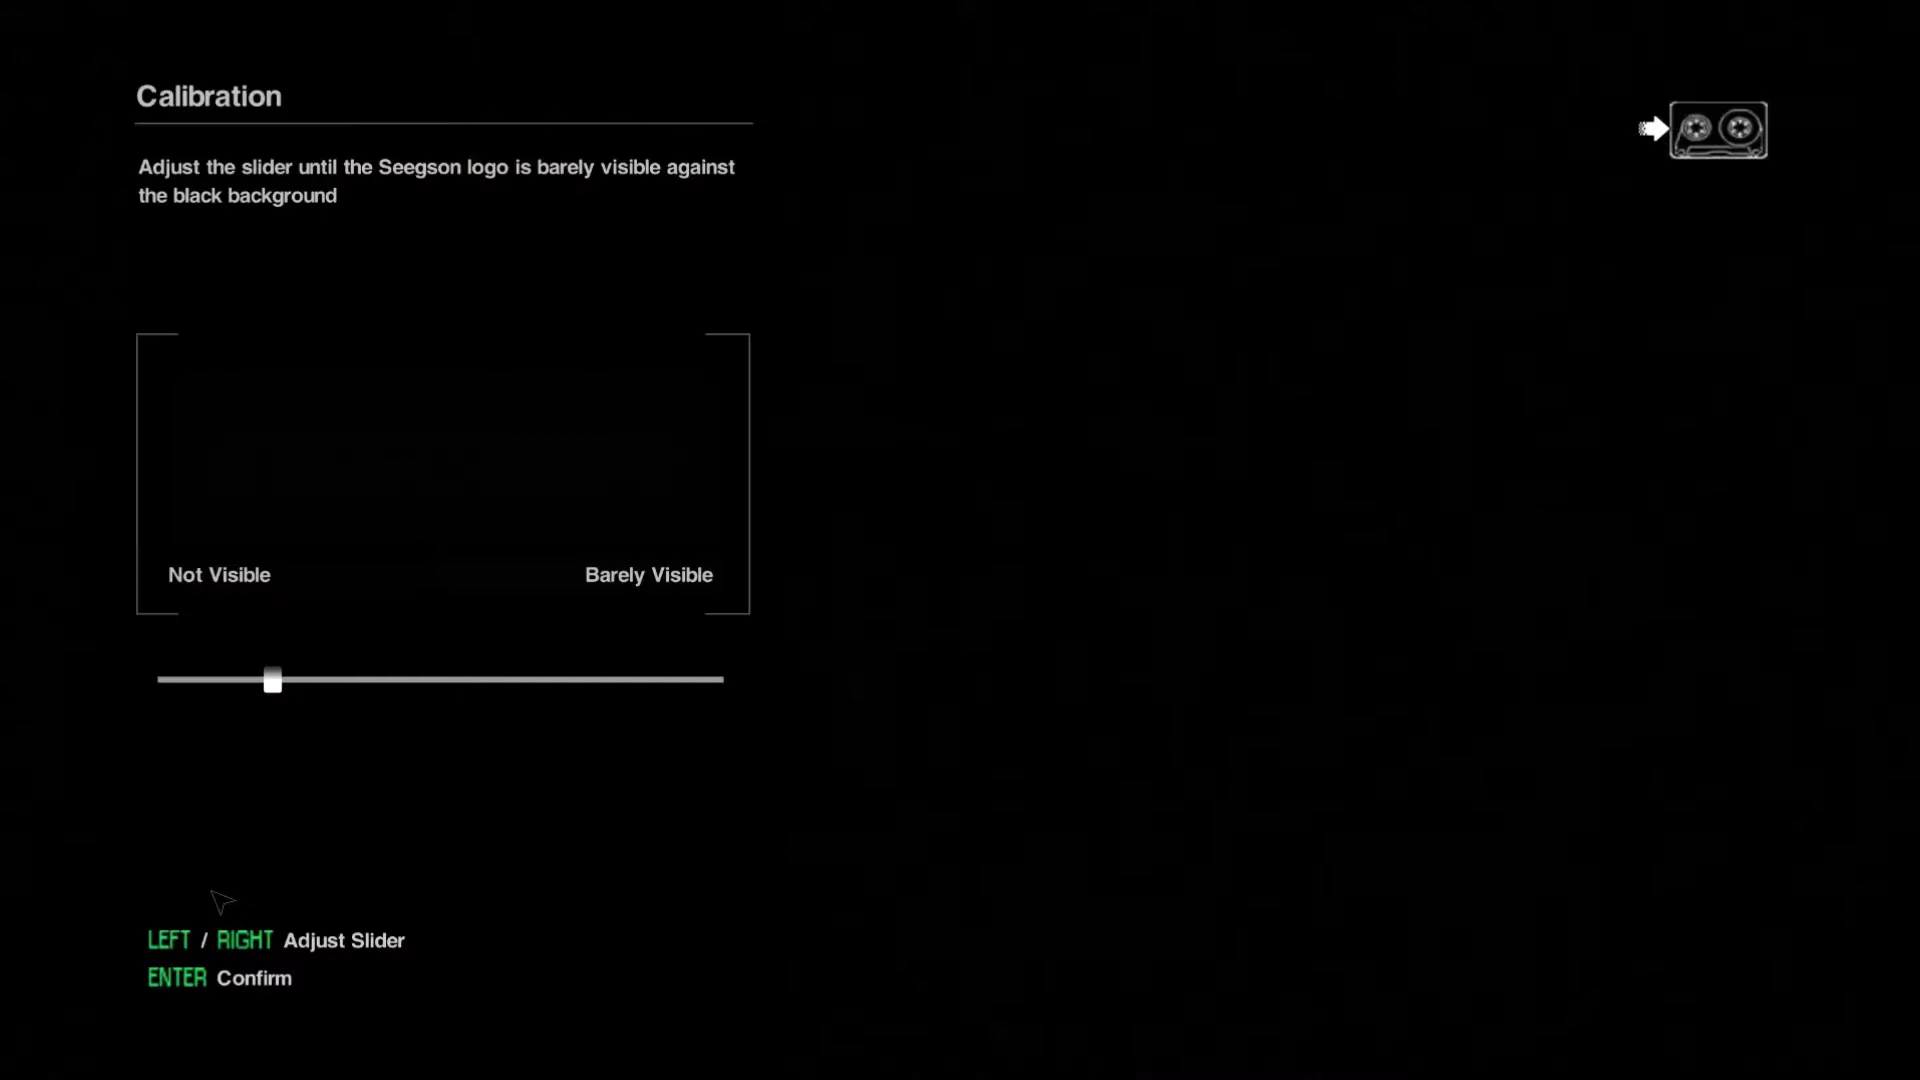 Calibration
Adjust the slider until the Seegson logo is barely visible against
the black background
Not Visible
Barely Visible
LEFT / RIGHT Adjust Slider
ENTER Confirm